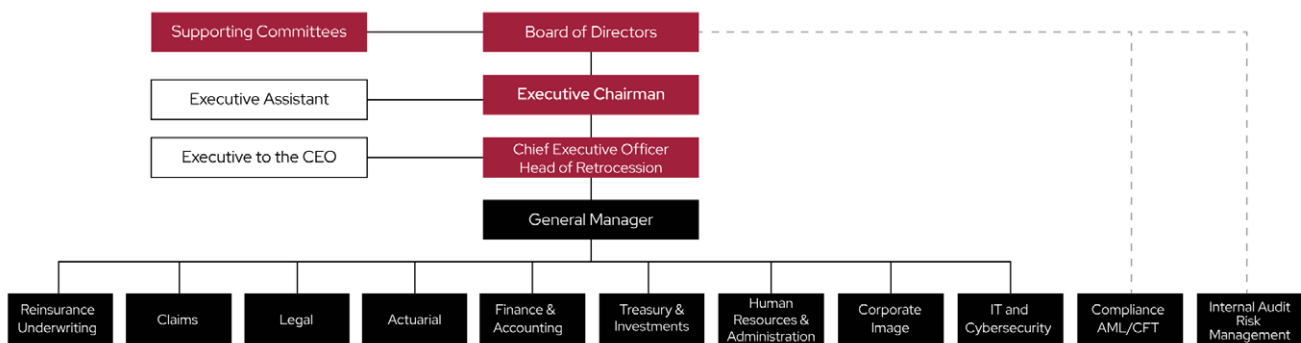 Supporting Committees
Board of Directors
Executive Assistant
Executive Chairman
Executive to the CEO
Chief Executive Officer
Head of Retrocession
General Manager
Reinsurance
Underwriting
Claims
Legal
Actuarial
Finance &
Accounting
Treasury &
Investments
Human
Resources &
Administration
Corporate
Image
IT and
Cybersecurity
Compliance
AML/CFT
Internal Audit
Risk
Management